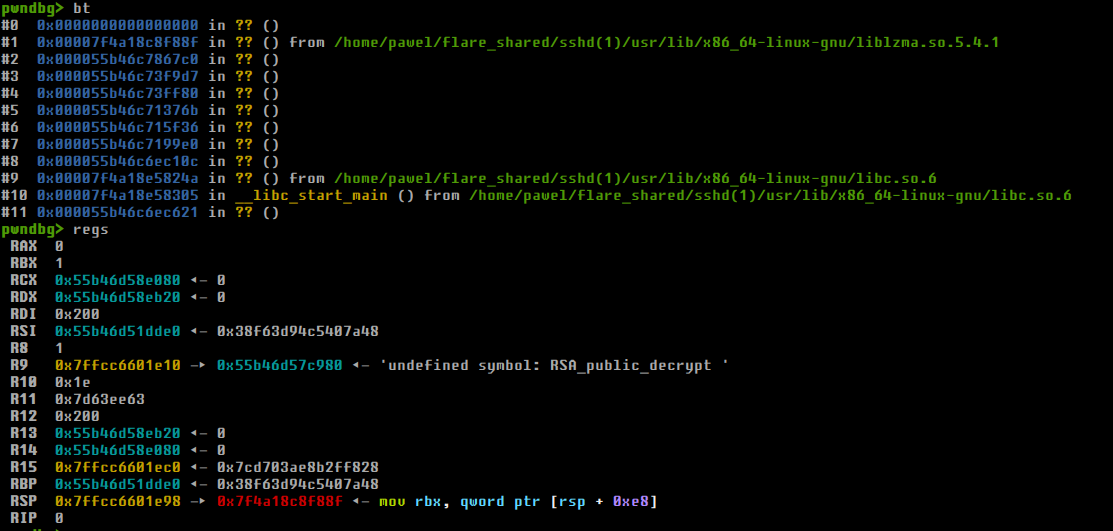 pwndbg> bt
#0  0x0000000000000000 in ?? ()
#1  0x00007f4a18c8f88f in ?? () from /home/pawel/flare_shared/sshd(1)/usr/lib/x86_64-linux-gnu/liblzma.so.5.4.1
#2  0x000055b46c7867c0 in ?? ()
#3  0x000055b46c73f9d7 in ?? ()
#4  0x000055b46c73ff80 in ?? ()
#5  0x000055b46c71376b in ?? ()
#6  0x000055b46c715f36 in ?? ()
#7  0x000055b46c7199e0 in ?? ()
#8  0x000055b46c6ec10c in ?? ()
#9  0x00007f4a18e5824a in ?? () from /home/pawel/flare_shared/sshd(1)/usr/lib/x86_64-linux-gnu/libc.so.6
#10 0x00007f4a18e58305 in __libc_start_main () from /home/pawel/flare_shared/sshd(1)/usr/lib/x86_64-linux-gnu/libc.so.6
#11 0x000055b46c6ec621 in ?? ()
pwndbg> regs
RAX  0
RBX  1
RCX  0x55b46d58e080 ◂— 0
RDX  0x55b46d58eb20 ◂— 0
RDI  0x200
RSI  0x55b46d51dde0 ◂— 0x38f63d94c5407a48
R8   1
R9   0x7ffcc6601e10 —▸ 0x55b46d57c980 ◂— 'undefined symbol: RSA_public_decrypt '
R10  0x1e
R11  0x7d63ee63
R12  0x200
R13  0x55b46d58eb20 ◂— 0
R14  0x55b46d58e080 ◂— 0
R15  0x7ffcc6601ec0 ◂— 0x7cd703ae8b2ff828
RBP  0x55b46d51dde0 ◂— 0x38f63d94c5407a48
RSP  0x7ffcc6601e98 —▸ 0x7f4a18c8f88f ◂— mov rbx, qword ptr [rsp + 0xe8]
RIP  0